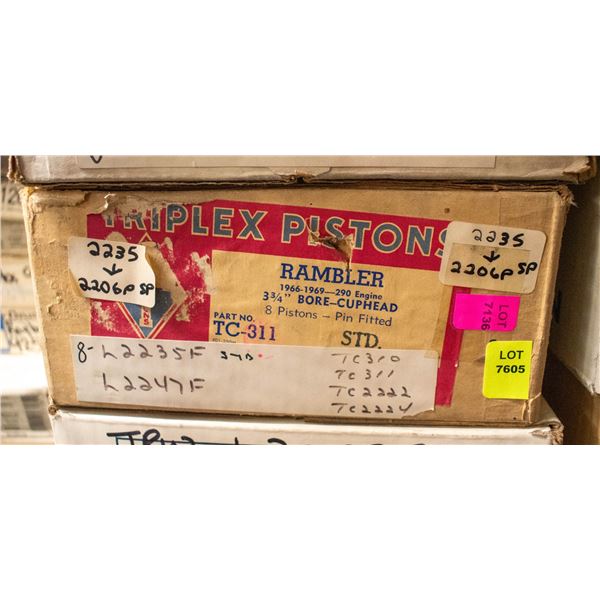 TRIPLEX PISTONS
RAMBLER
1966-1969—290 Engine
3¾" BORE–CUPHEAD
8 Pistons – Pin Fitted
PART NO.
TC-311 STD.
2235
↓
2206P SP
2235
↓
2206P SP
LOT
7136
LOT
7605
8- L2235F STD
L2247F
TC310
TC311
TC2222
TC2224